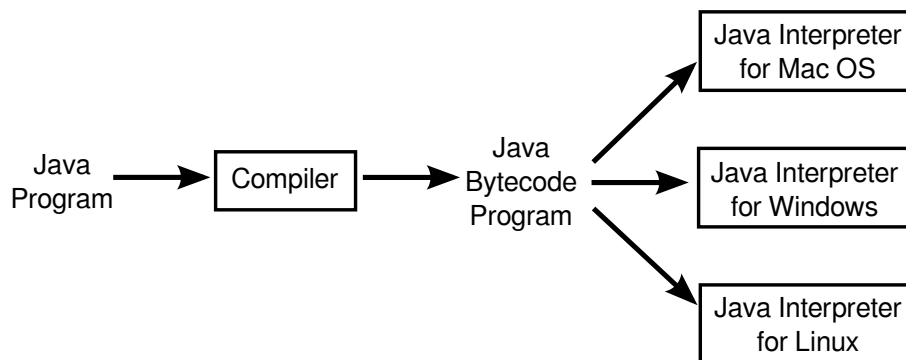 Java
Program
Compiler
Java
Bytecode
Program
Java Interpreter
for Mac OS
Java Interpreter
for Windows
Java Interpreter
for Linux